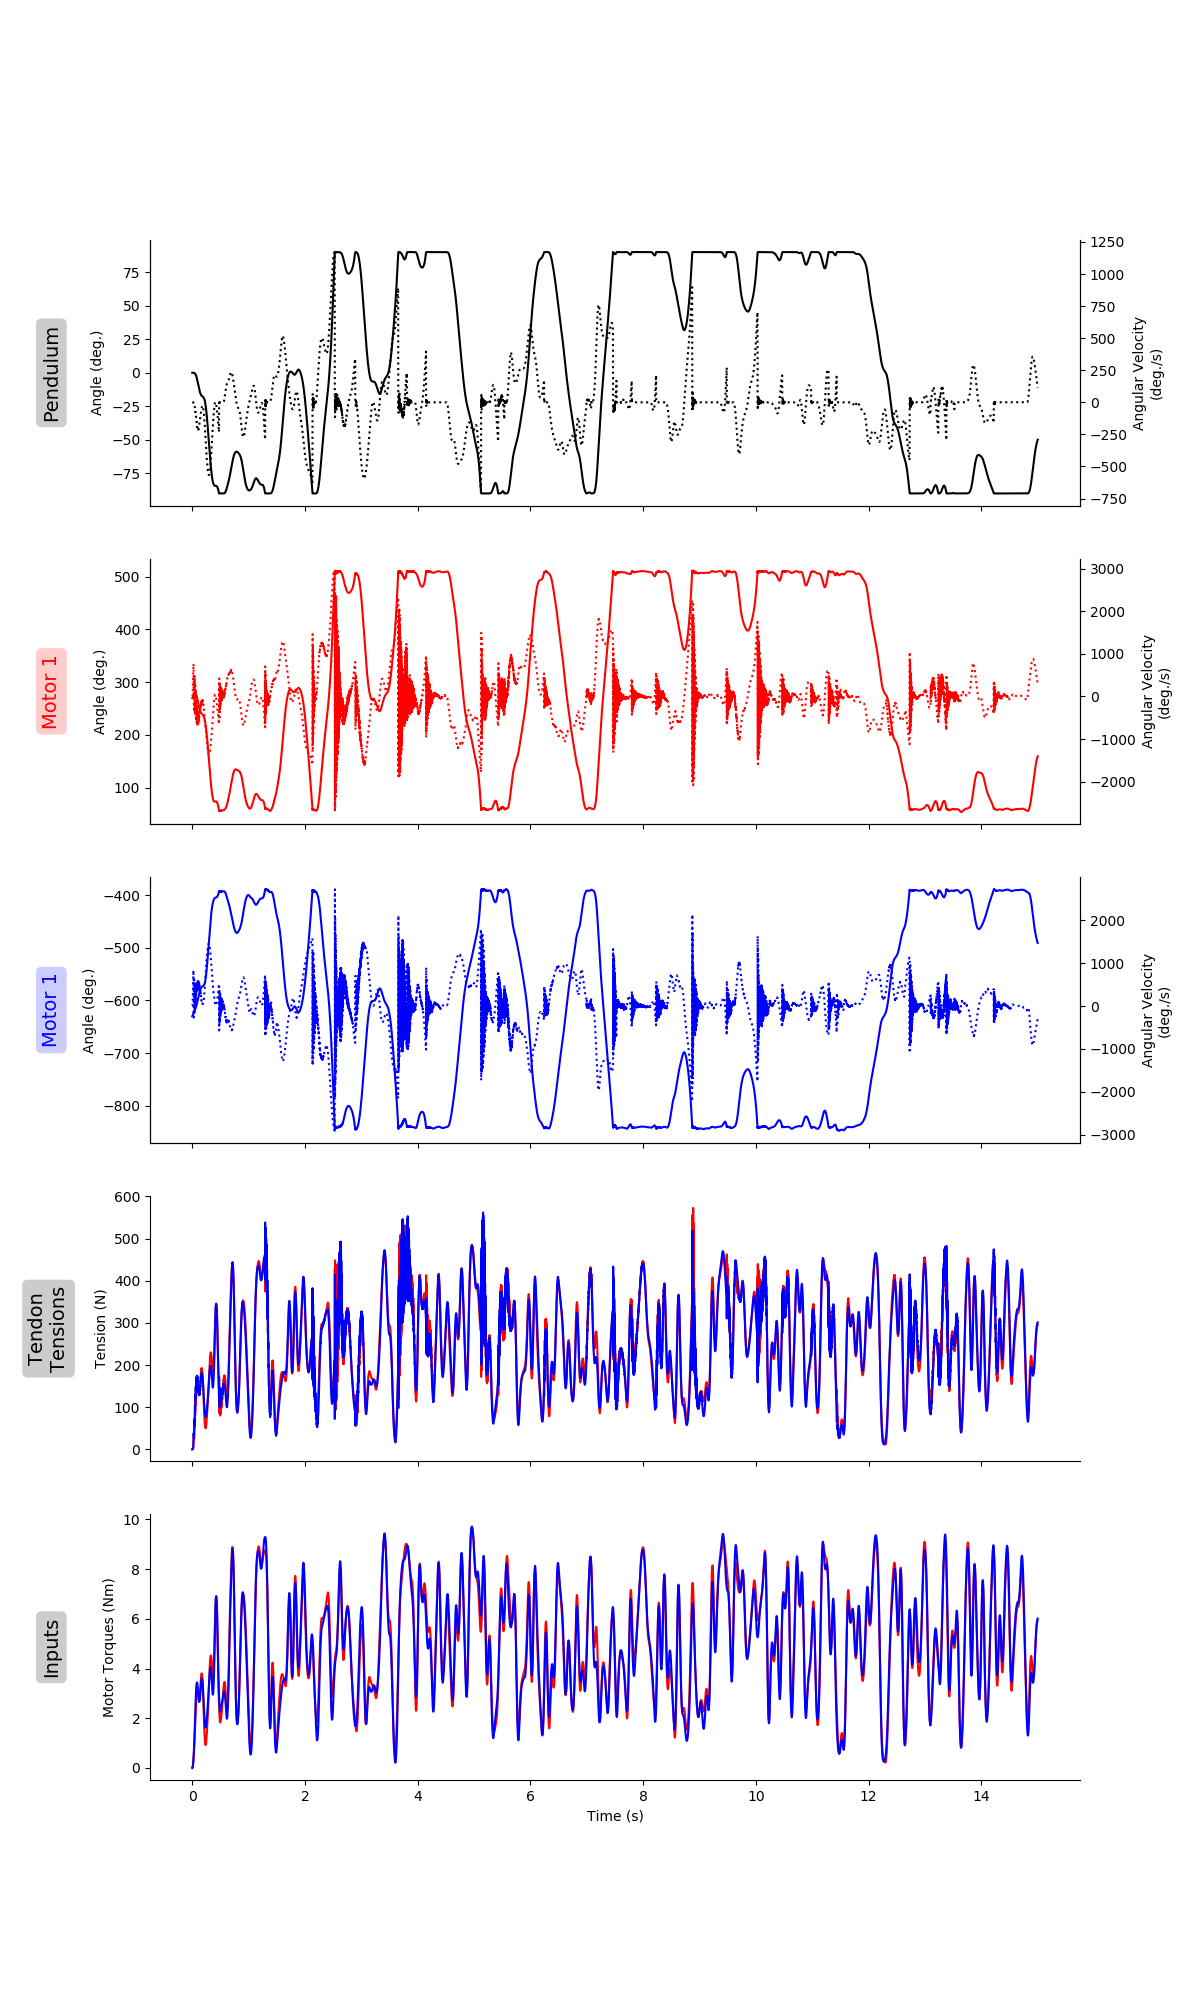 Pendulum
Angle (deg.)
75
50
25
0
−25
−50
−75
1250
1000
750
500
250
0
−250
−500
−750
Angular Velocity
(deg./s)
Motor 1
Angle (deg.)
500
400
300
200
100
3000
2000
1000
0
−1000
−2000
Angular Velocity
(deg./s)
Motor 1
Angle (deg.)
−400
−500
−600
−700
−800
2000
1000
0
−1000
−2000
−3000
Angular Velocity
(deg./s)
Tendon
Tensions
Tension (N)
600
500
400
300
200
100
0
Inputs
Motor Torques (Nm)
10
8
6
4
2
0
0 2 4 6 8 10 12 14
Time (s)